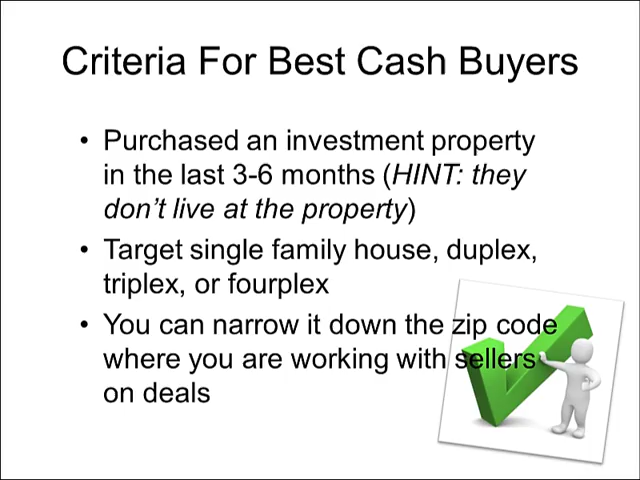 Criteria For Best Cash Buyers
• Purchased an investment property
in the last 3-6 months (HINT: they
don’t live at the property)
• Target single family house, duplex,
triplex, or fourplex
• You can narrow it down the zip code
where you are working with sellers
on deals